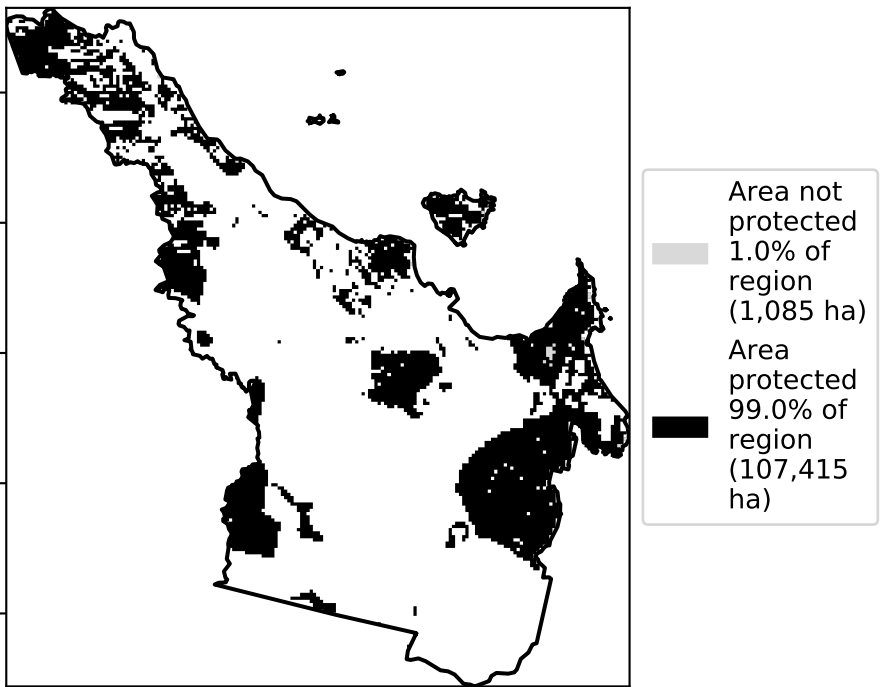 Area not
protected
1.0% of
region
(1,085 ha)
Area
protected
99.0% of
region
(107,415
ha)